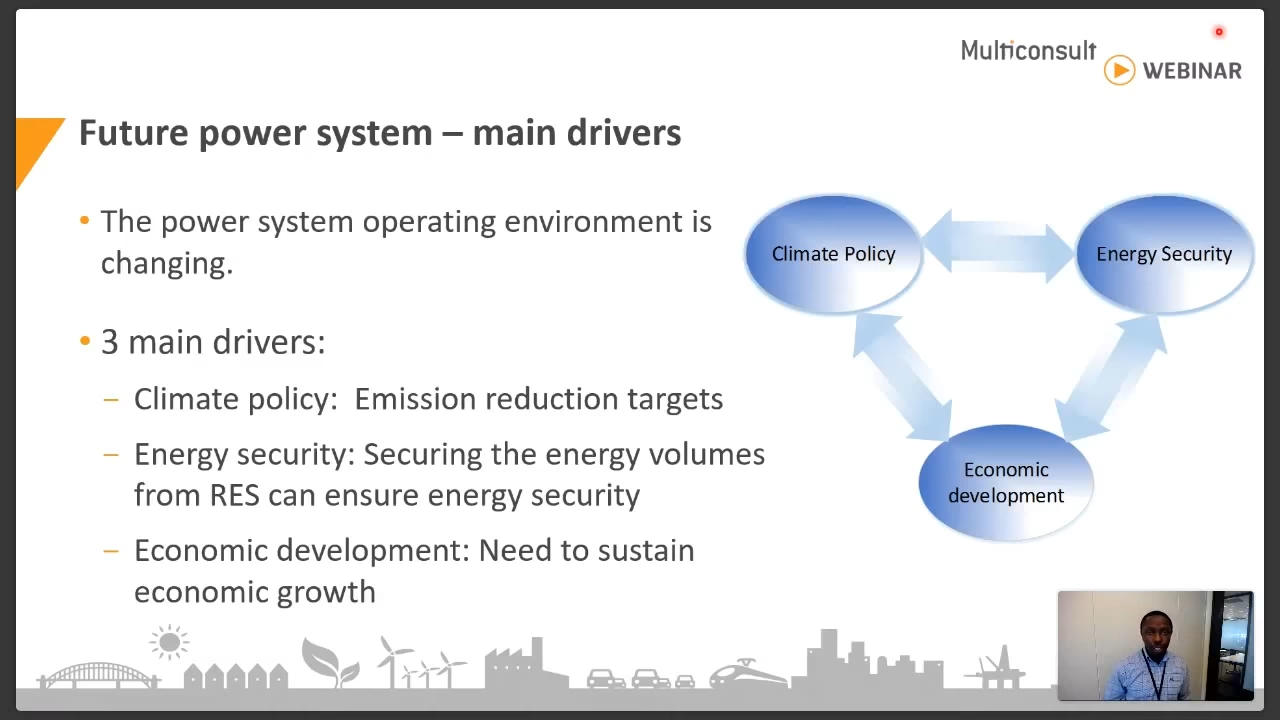 Multiconsult
WEBINAR
Future power system – main drivers
• The power system operating environment is
changing.
• 3 main drivers:
– Climate policy:  Emission reduction targets
– Energy security: Securing the energy volumes
from RES can ensure energy security
– Economic development: Need to sustain
economic growth
Climate Policy
Energy Security
Economic
development